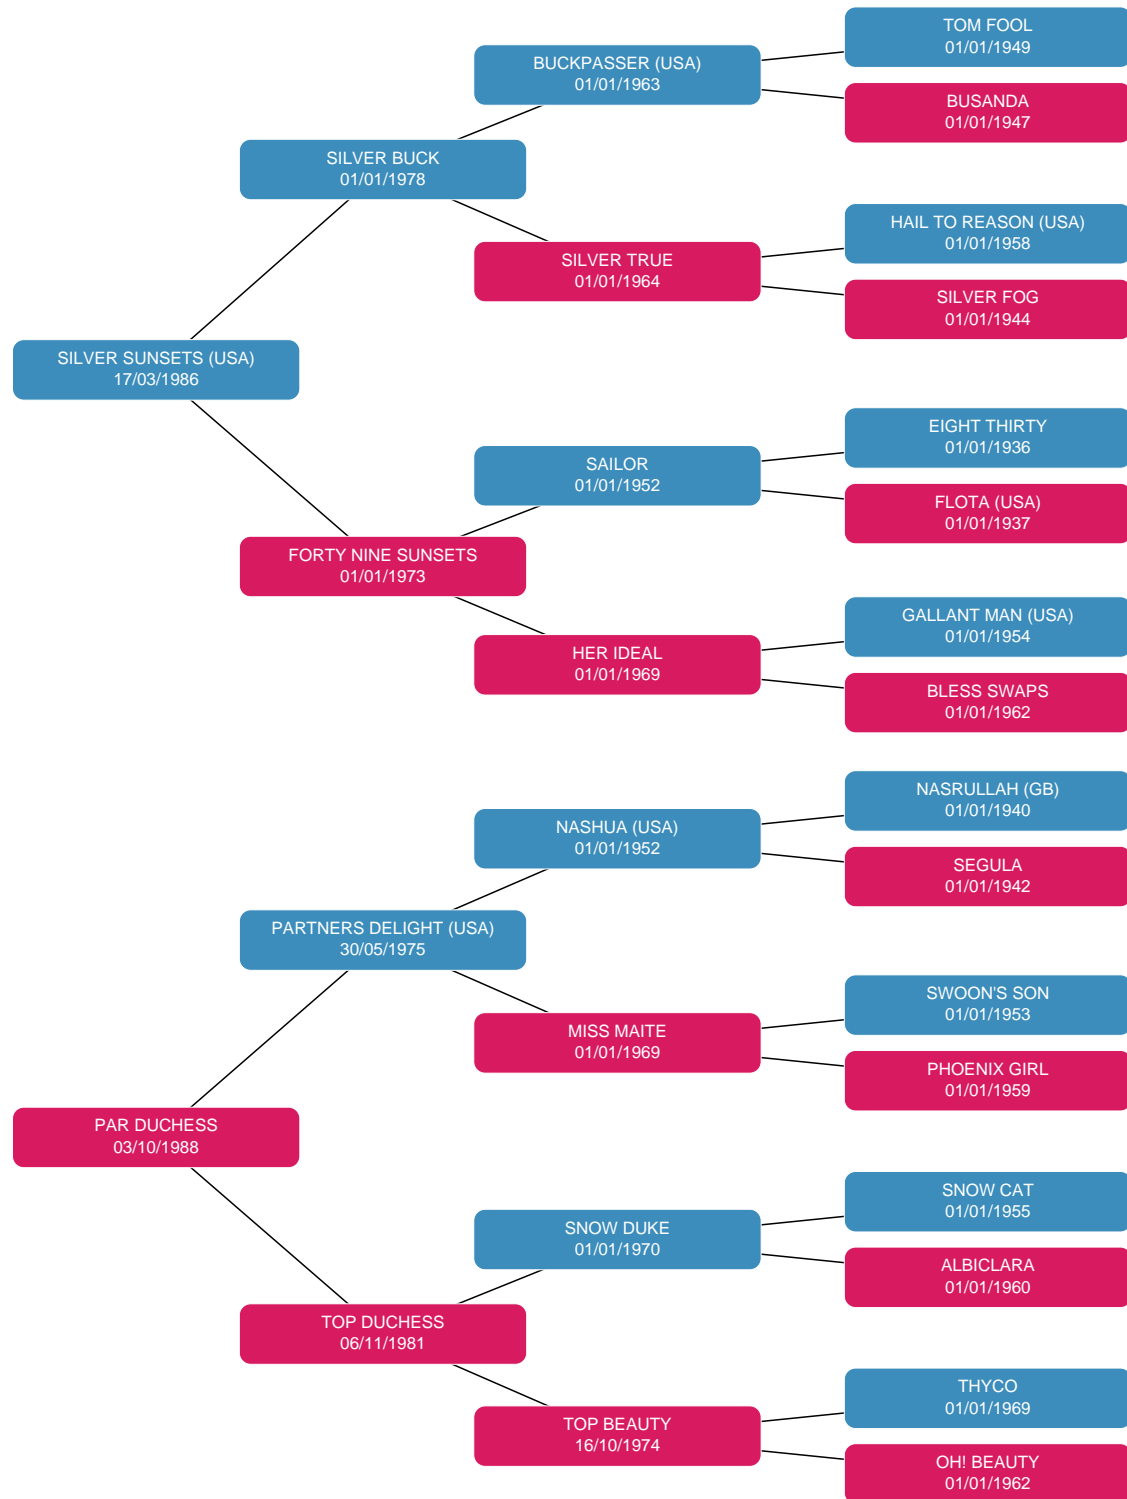 TOM FOOL
01/01/1949
BUCKPASSER (USA)
01/01/1963
BUSANDA
01/01/1947
SILVER BUCK
01/01/1978
HAIL TO REASON (USA)
01/01/1958
SILVER TRUE
01/01/1964
SILVER FOG
01/01/1944
SILVER SUNSETS (USA)
17/03/1986
EIGHT THIRTY
01/01/1936
SAILOR
01/01/1952
FLOTA (USA)
01/01/1937
FORTY NINE SUNSETS
01/01/1973
GALLANT MAN (USA)
01/01/1954
HER IDEAL
01/01/1969
BLESS SWAPS
01/01/1962
NASRULLAH (GB)
01/01/1940
NASHUA (USA)
01/01/1952
SEGULA
01/01/1942
PARTNERS DELIGHT (USA)
30/05/1975
SWOON'S SON
01/01/1953
MISS MAITE
01/01/1969
PHOENIX GIRL
01/01/1959
PAR DUCHESS
03/10/1988
SNOW CAT
01/01/1955
SNOW DUKE
01/01/1970
ALBICLARA
01/01/1960
TOP DUCHESS
06/11/1981
THYCO
01/01/1969
TOP BEAUTY
16/10/1974
OH! BEAUTY
01/01/1962